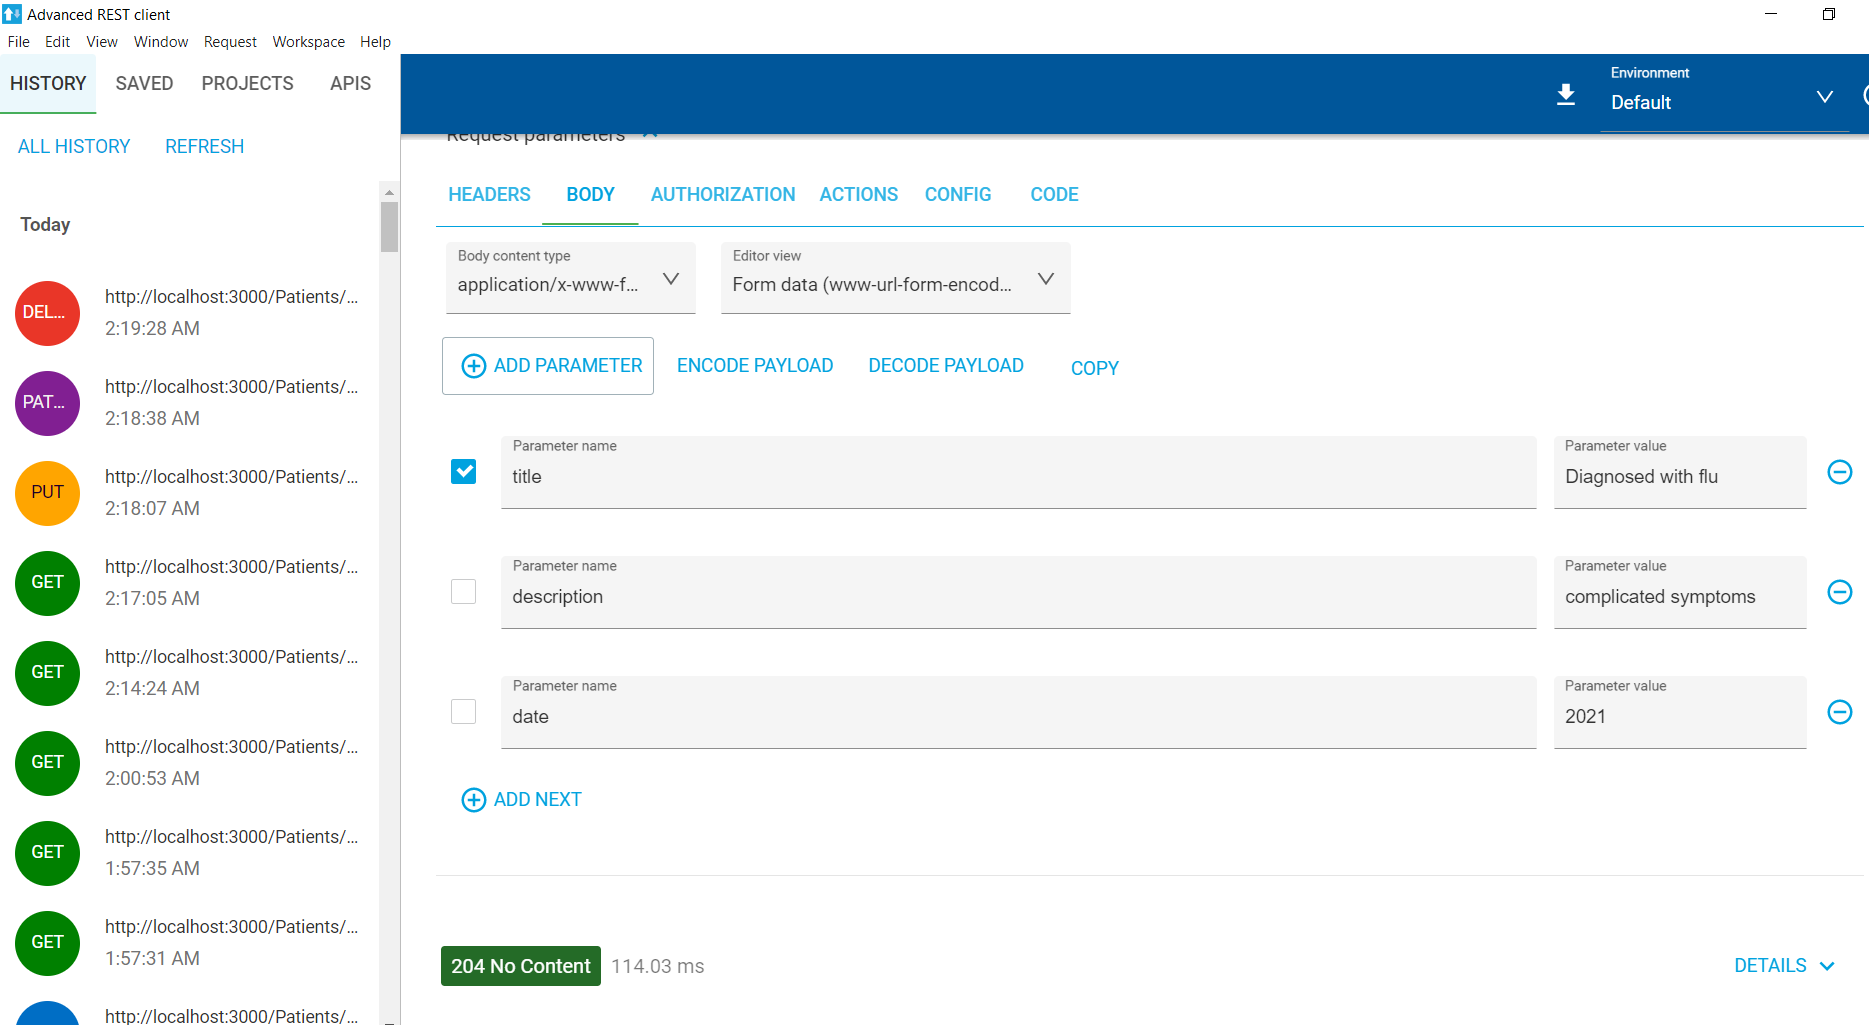 Advanced REST client
File Edit View Window Request Workspace Help
HISTORY SAVED PROJECTS APIS
Environment
Default
ALL HISTORY REFRESH
Request parameters
HEADERS BODY AUTHORIZATION ACTIONS CONFIG CODE
Today
Body content type
application/x-www-f...
Editor view
Form data (www-url-form-encod...
DEL...
http://localhost:3000/Patients/...
2:19:28 AM
ADD PARAMETER ENCODE PAYLOAD DECODE PAYLOAD COPY
PAT...
http://localhost:3000/Patients/...
2:18:38 AM
Parameter name
title
Parameter value
Diagnosed with flu
PUT
http://localhost:3000/Patients/...
2:18:07 AM
Parameter name
description
Parameter value
complicated symptoms
GET
http://localhost:3000/Patients/...
2:17:05 AM
GET
http://localhost:3000/Patients/...
2:14:24 AM
Parameter name
date
Parameter value
2021
GET
http://localhost:3000/Patients/...
2:00:53 AM
ADD NEXT
GET
http://localhost:3000/Patients/...
1:57:35 AM
GET
http://localhost:3000/Patients/...
1:57:31 AM
204 No Content 114.03 ms
DETAILS
http://localhost:3000/Patients/...